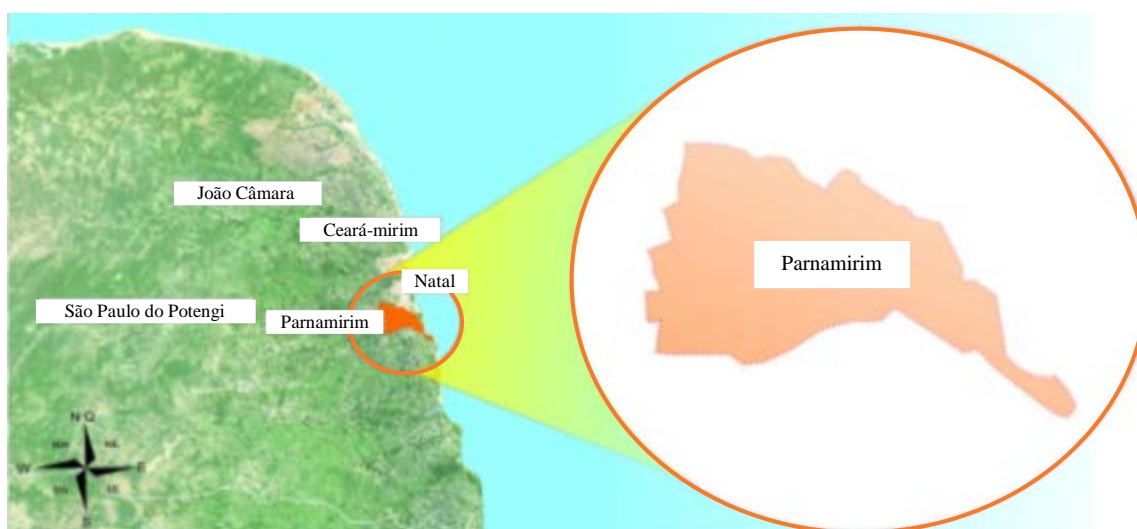 João Câmara
Ceará-mirim
Natal
São Paulo do Potengi
Parnamirim
Parnamirim
N Q
W
E
S